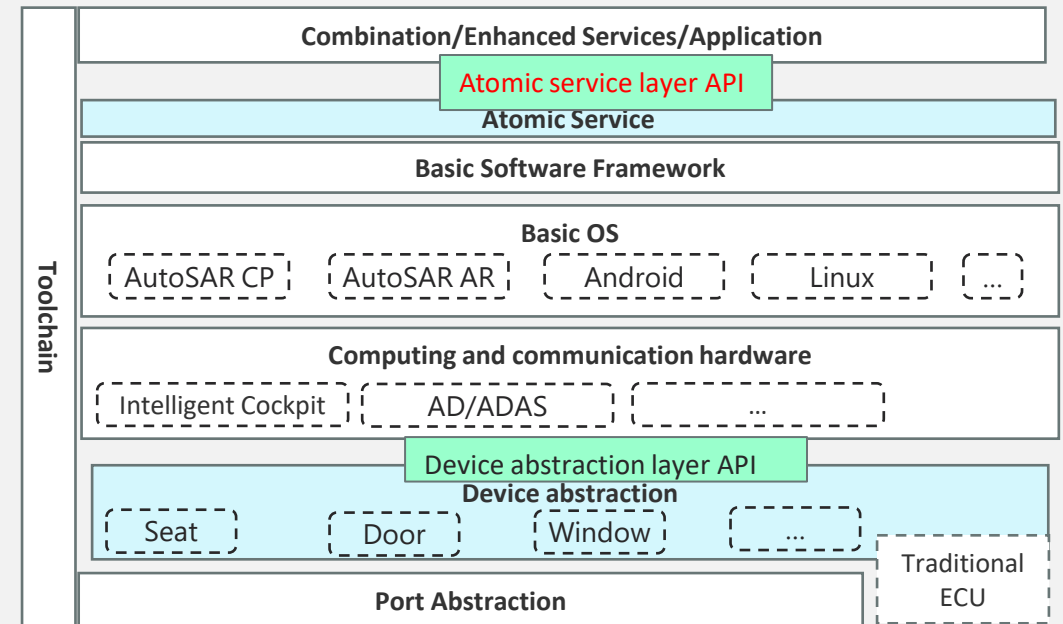 Combination/Enhanced Services/Application
Atomic service layer API
Atomic Service
Basic Software Framework
Basic OS
AutoSAR CP
AutoSAR AR
Android
Linux
...
Toolchain
Computing and communication hardware
Intelligent Cockpit
AD/ADAS
...
Device abstraction layer API
Device abstraction
Seat
Door
Window
...
Traditional
ECU
Port Abstraction